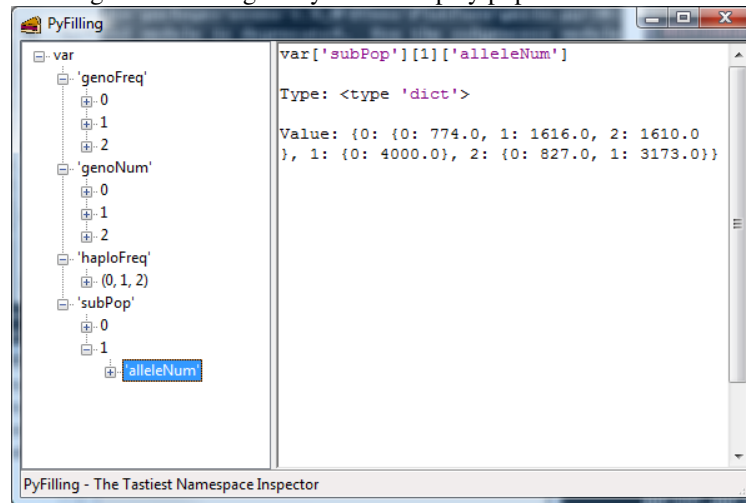 PyFilling
var
'genoFreq'
0
1
2
'genoNum'
0
1
2
'haploFreq'
(0, 1, 2)
'subPop'
0
1
'alleleNum'
var['subPop'][1]['alleleNum']
Type: <type 'dict'>
Value: {0: {0: 774.0, 1: 1616.0, 2: 1610.0
}, 1: {0: 4000.0}, 2: {0: 827.0, 1: 3173.0}}
PyFilling - The Tastiest Namespace Inspector